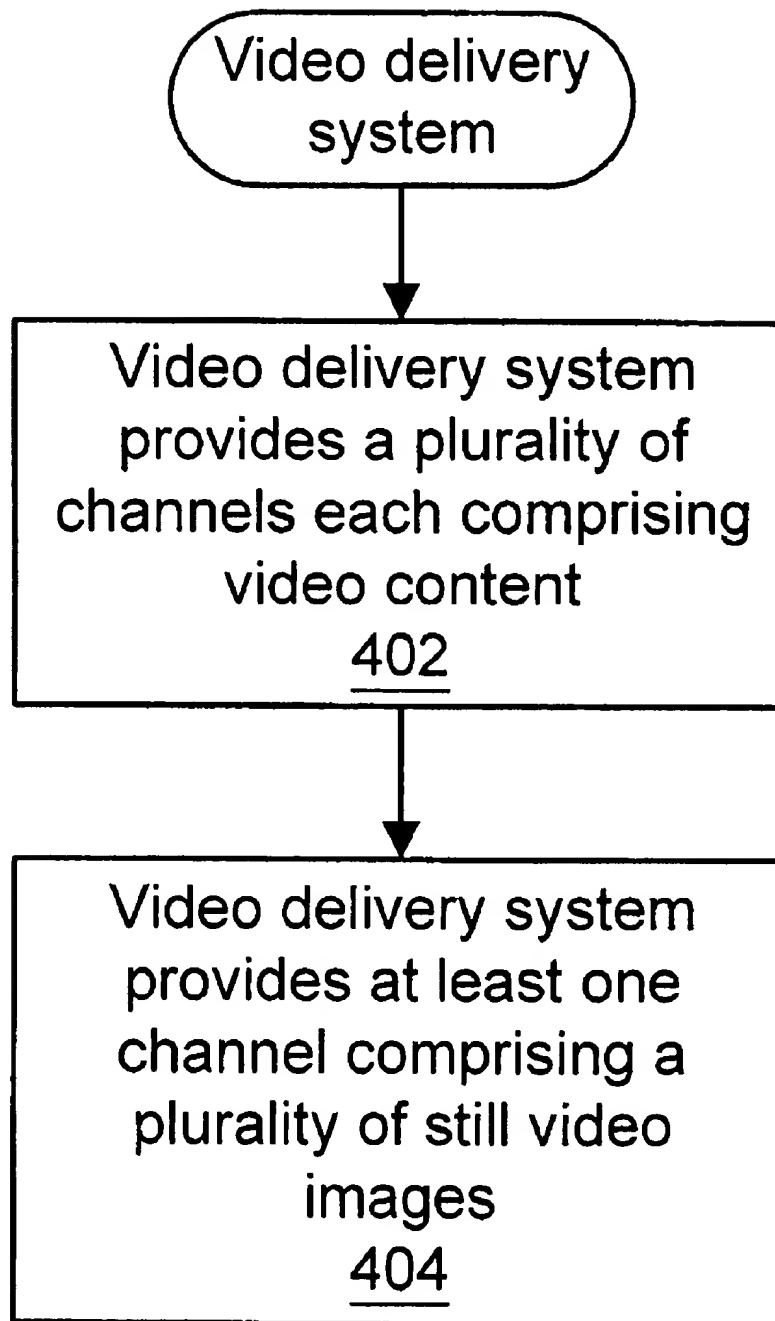 Video delivery
system
Video delivery system
provides a plurality of
channels each comprising
video content
402
Video delivery system
provides at least one
channel comprising a
plurality of still video
images
404